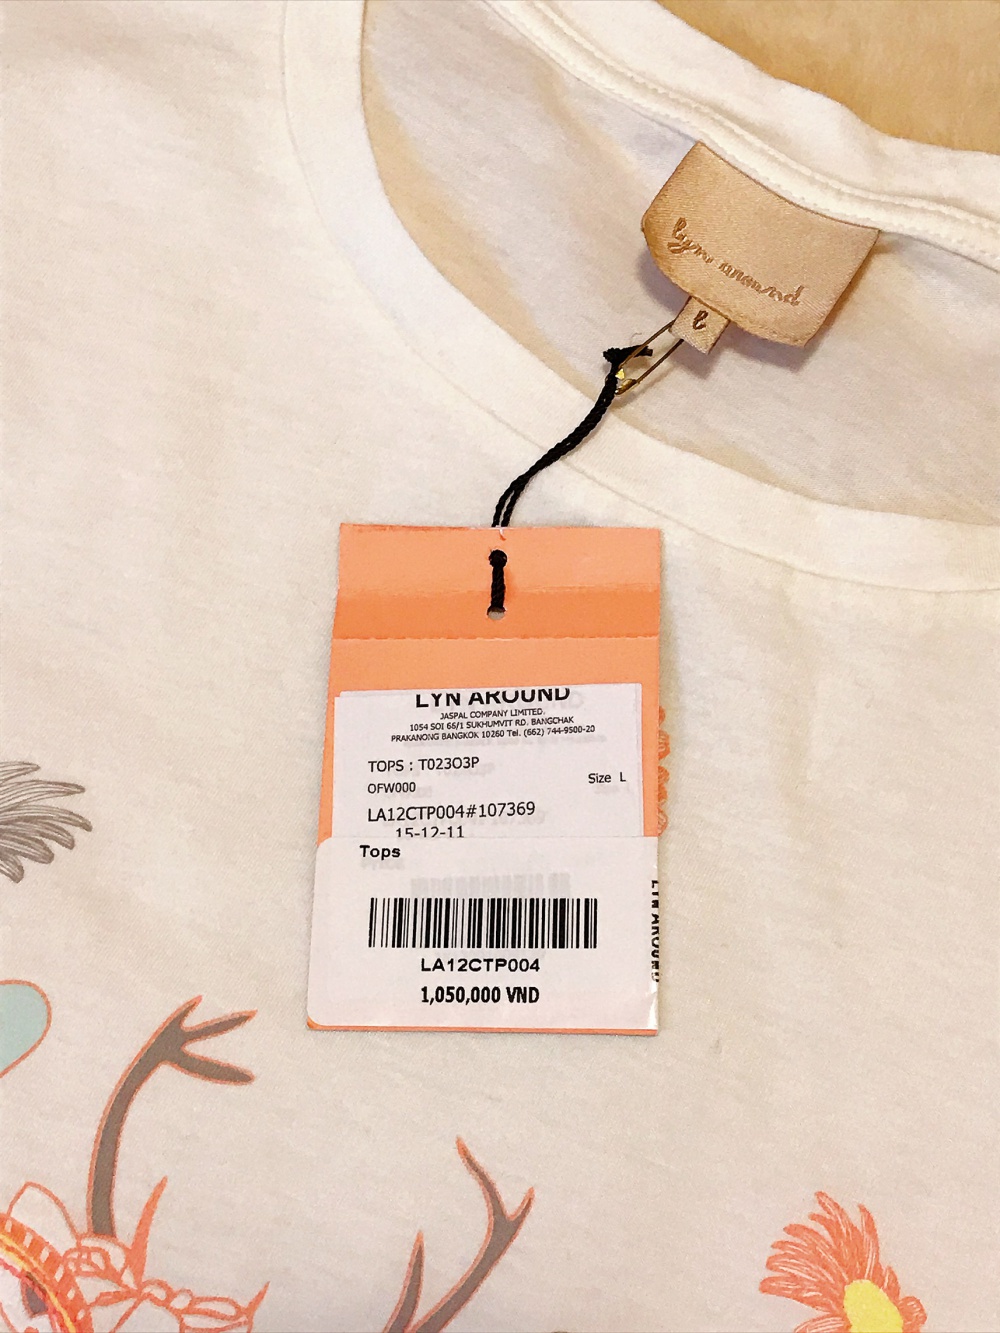 lyn around
l
LYN AROUND
JASPAL COMPANY LIMITED.
1054 SOI 66/1 SUKHUMVIT RD. BANGCHAK
PRAKANONG BANGKOK 10260 Tel. (662) 744-9500-20
TOPS : T023O3P
OFW000
Size L
LA12CTP004#107369
15-12-11
Tops
LA12CTP004
1,050,000 VND
LYN AROUND